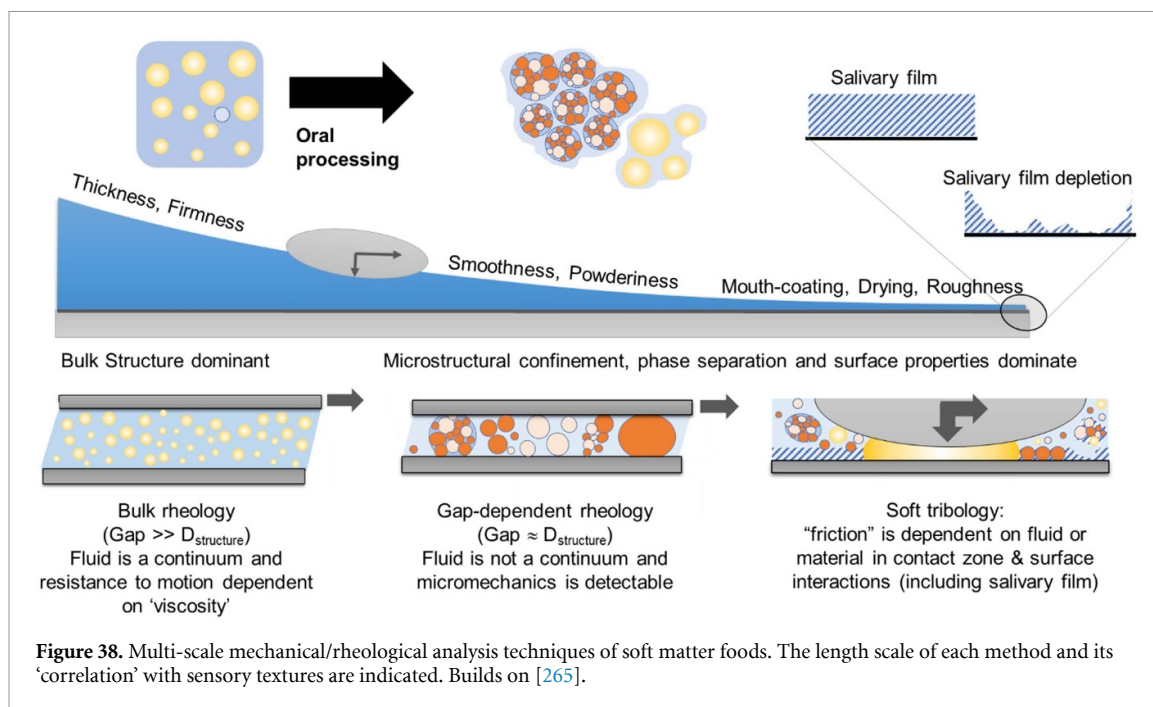 Oral
processing
Salivary film
Salivary film depletion
Thickness, Firmness
Smoothness, Powderiness
Mouth-coating, Drying, Roughness
Bulk Structure dominant
Microstructural confinement, phase separation and surface properties dominate
Bulk rheology
(Gap >> Dstructure)
Fluid is a continuum and
resistance to motion dependent
on ‘viscosity’
Gap-dependent rheology
(Gap ≈ Dstructure)
Fluid is not a continuum and
micromechanics is detectable
Soft tribology:
“friction” is dependent on fluid or
material in contact zone & surface
interactions (including salivary film)
Figure 38. Multi-scale mechanical/rheological analysis techniques of soft matter foods. The length scale of each method and its
‘correlation’ with sensory textures are indicated. Builds on [265].